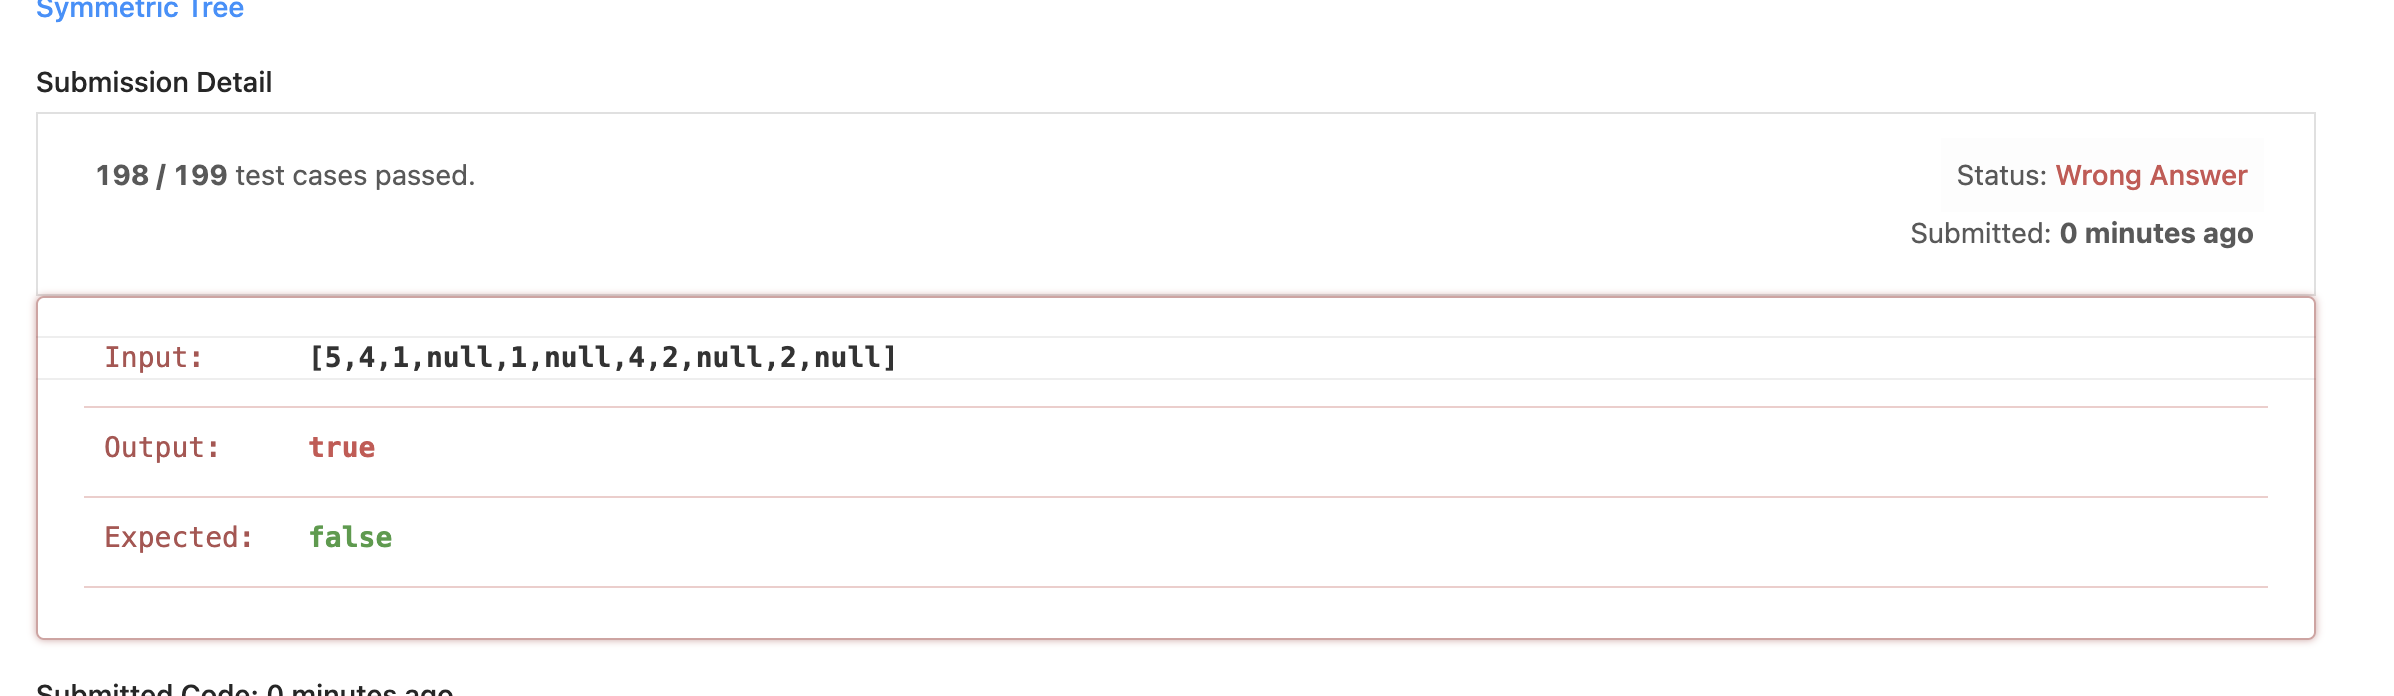 Symmetric Tree
Submission Detail
198 / 199 test cases passed.
Status: Wrong Answer
Submitted: 0 minutes ago
Input: [5,4,1,null,1,null,4,2,null,2,null]
Output: true
Expected: false
Submitted Code: 0 minutes ago